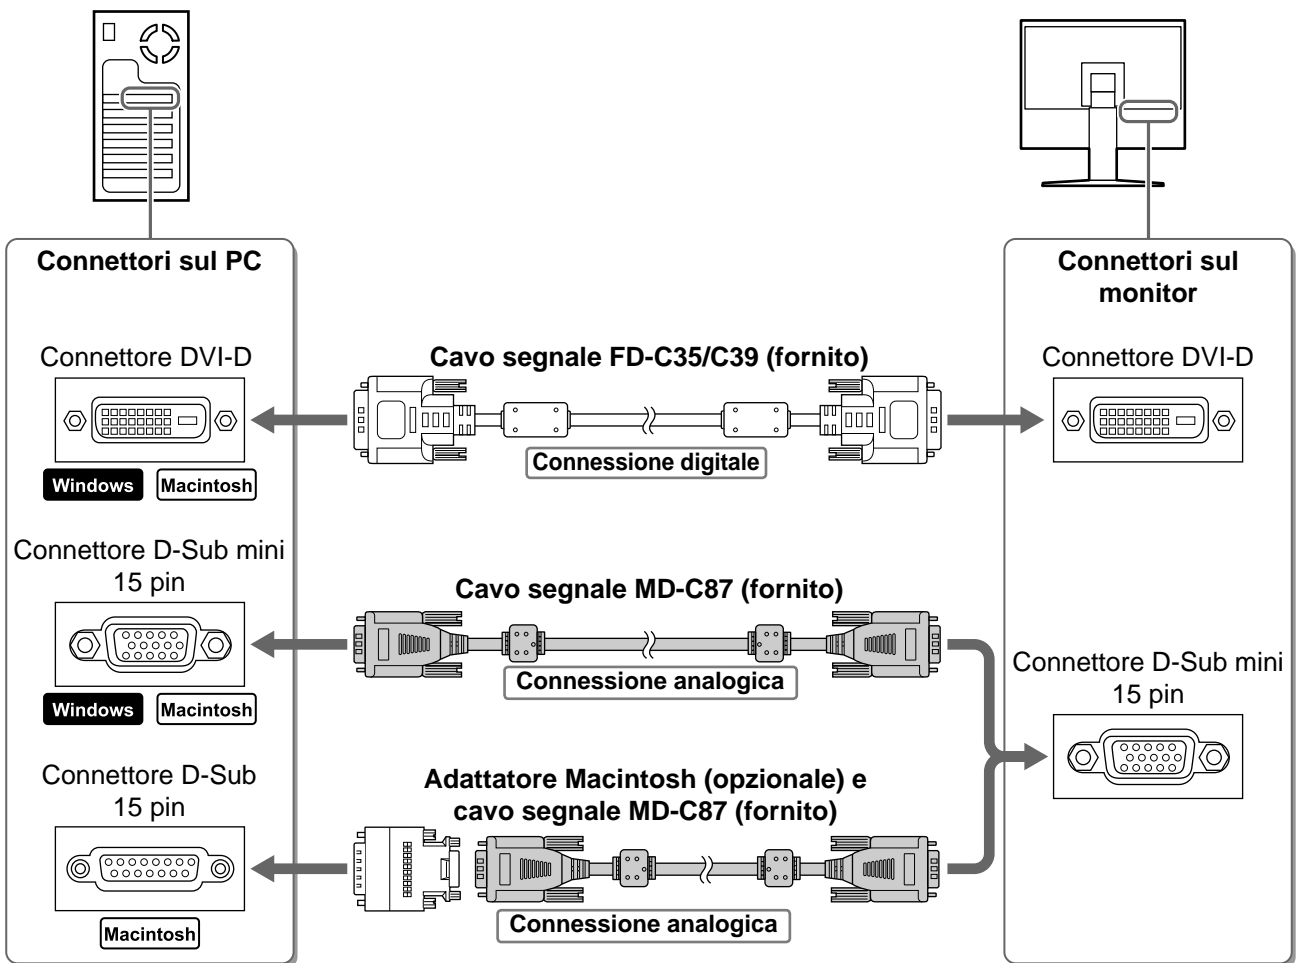 Connettori sul PC
Connettori sul
monitor
Connettore DVI-D
Cavo segnale FD-C35/C39 (fornito)
Connettore DVI-D
Connessione digitale
Windows
Macintosh
Connettore D-Sub mini
15 pin
Cavo segnale MD-C87 (fornito)
Connessione analogica
Windows
Macintosh
Connettore D-Sub mini
15 pin
Connettore D-Sub
15 pin
Adattatore Macintosh (opzionale) e
cavo segnale MD-C87 (fornito)
Connessione analogica
Macintosh